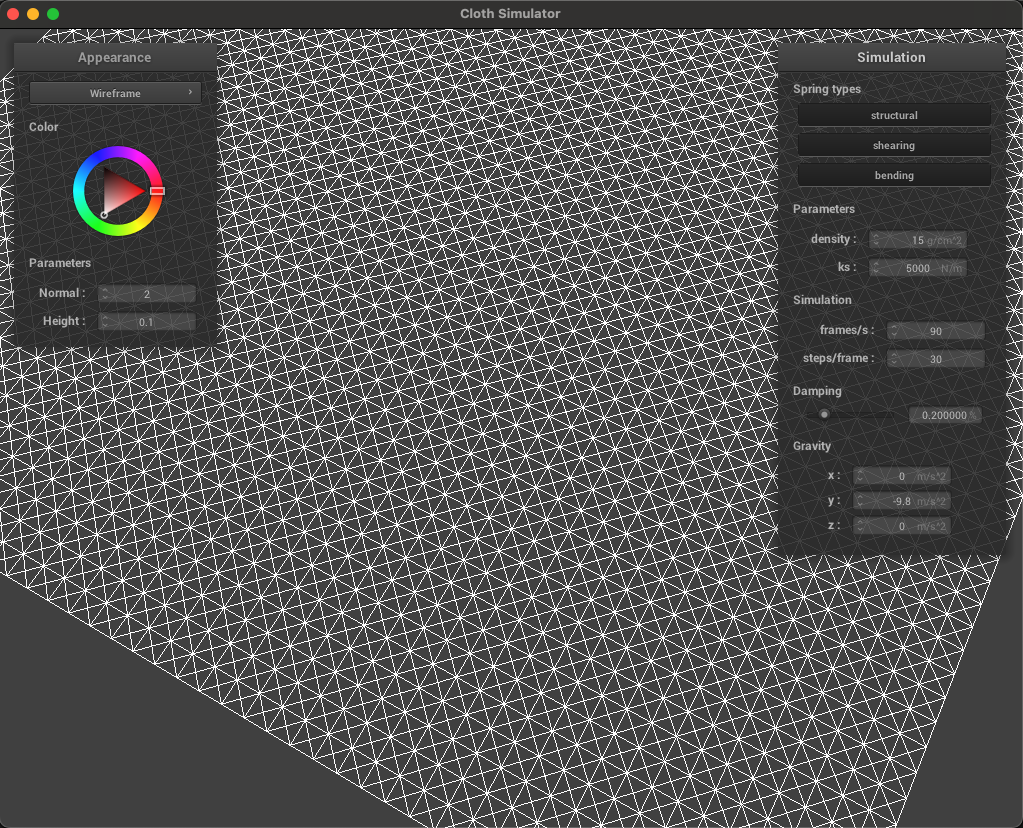 Cloth Simulator
Appearance
Wireframe
Color
Parameters
Normal : 2
Height : 0.1
Simulation
Spring types
structural
shearing
bending
Parameters
density : 15 g/cm^2
ks : 5000 N/m
Simulation
frames/s : 90
steps/frame : 30
Damping
0.200000 %
Gravity
x : 0 m/s^2
y : -9.8 m/s^2
z : 0 m/s^2